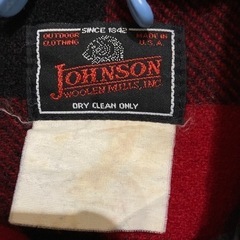 SINCE 1842
OUTDOOR CLOTHING
MADE IN U.S.A
JOHNSON
WOOLEN MILLS, INC.
DRY CLEAN ONLY